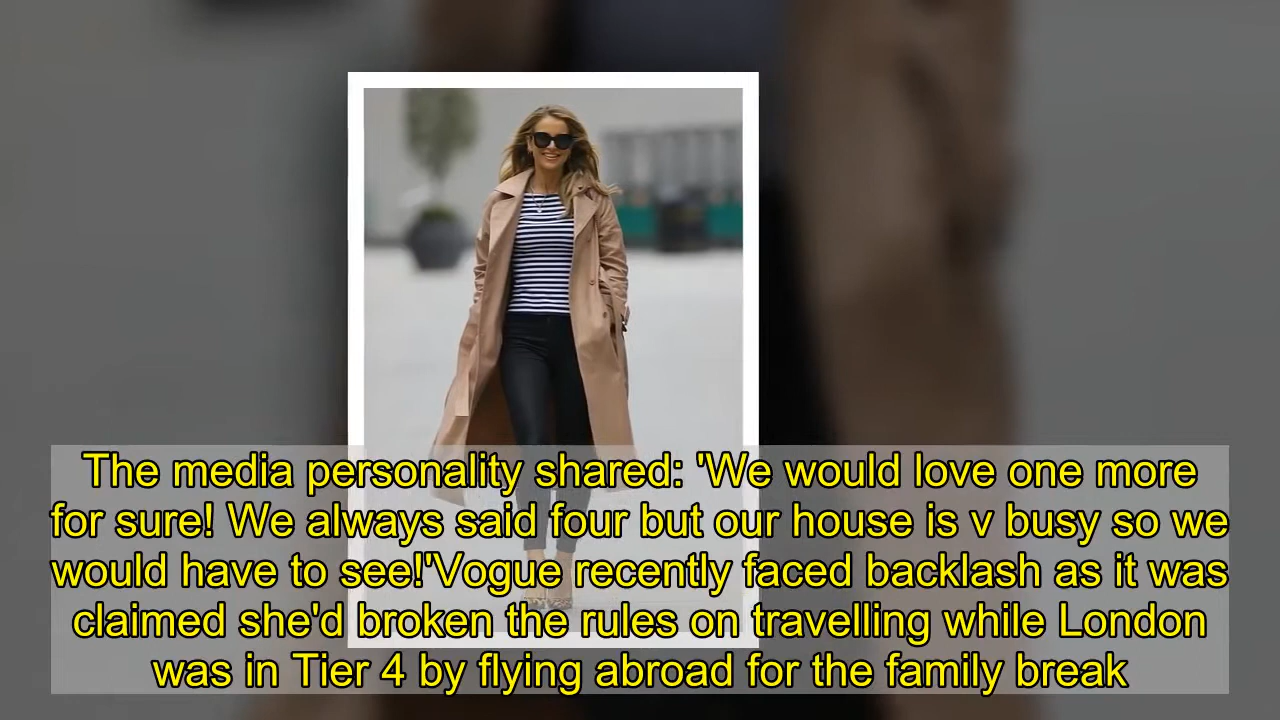 The media personality shared: 'We would love one more
for sure! We always said four but our house is v busy so we
would have to see!'Vogue recently faced backlash as it was
claimed she'd broken the rules on travelling while London
was in Tier 4 by flying abroad for the family break